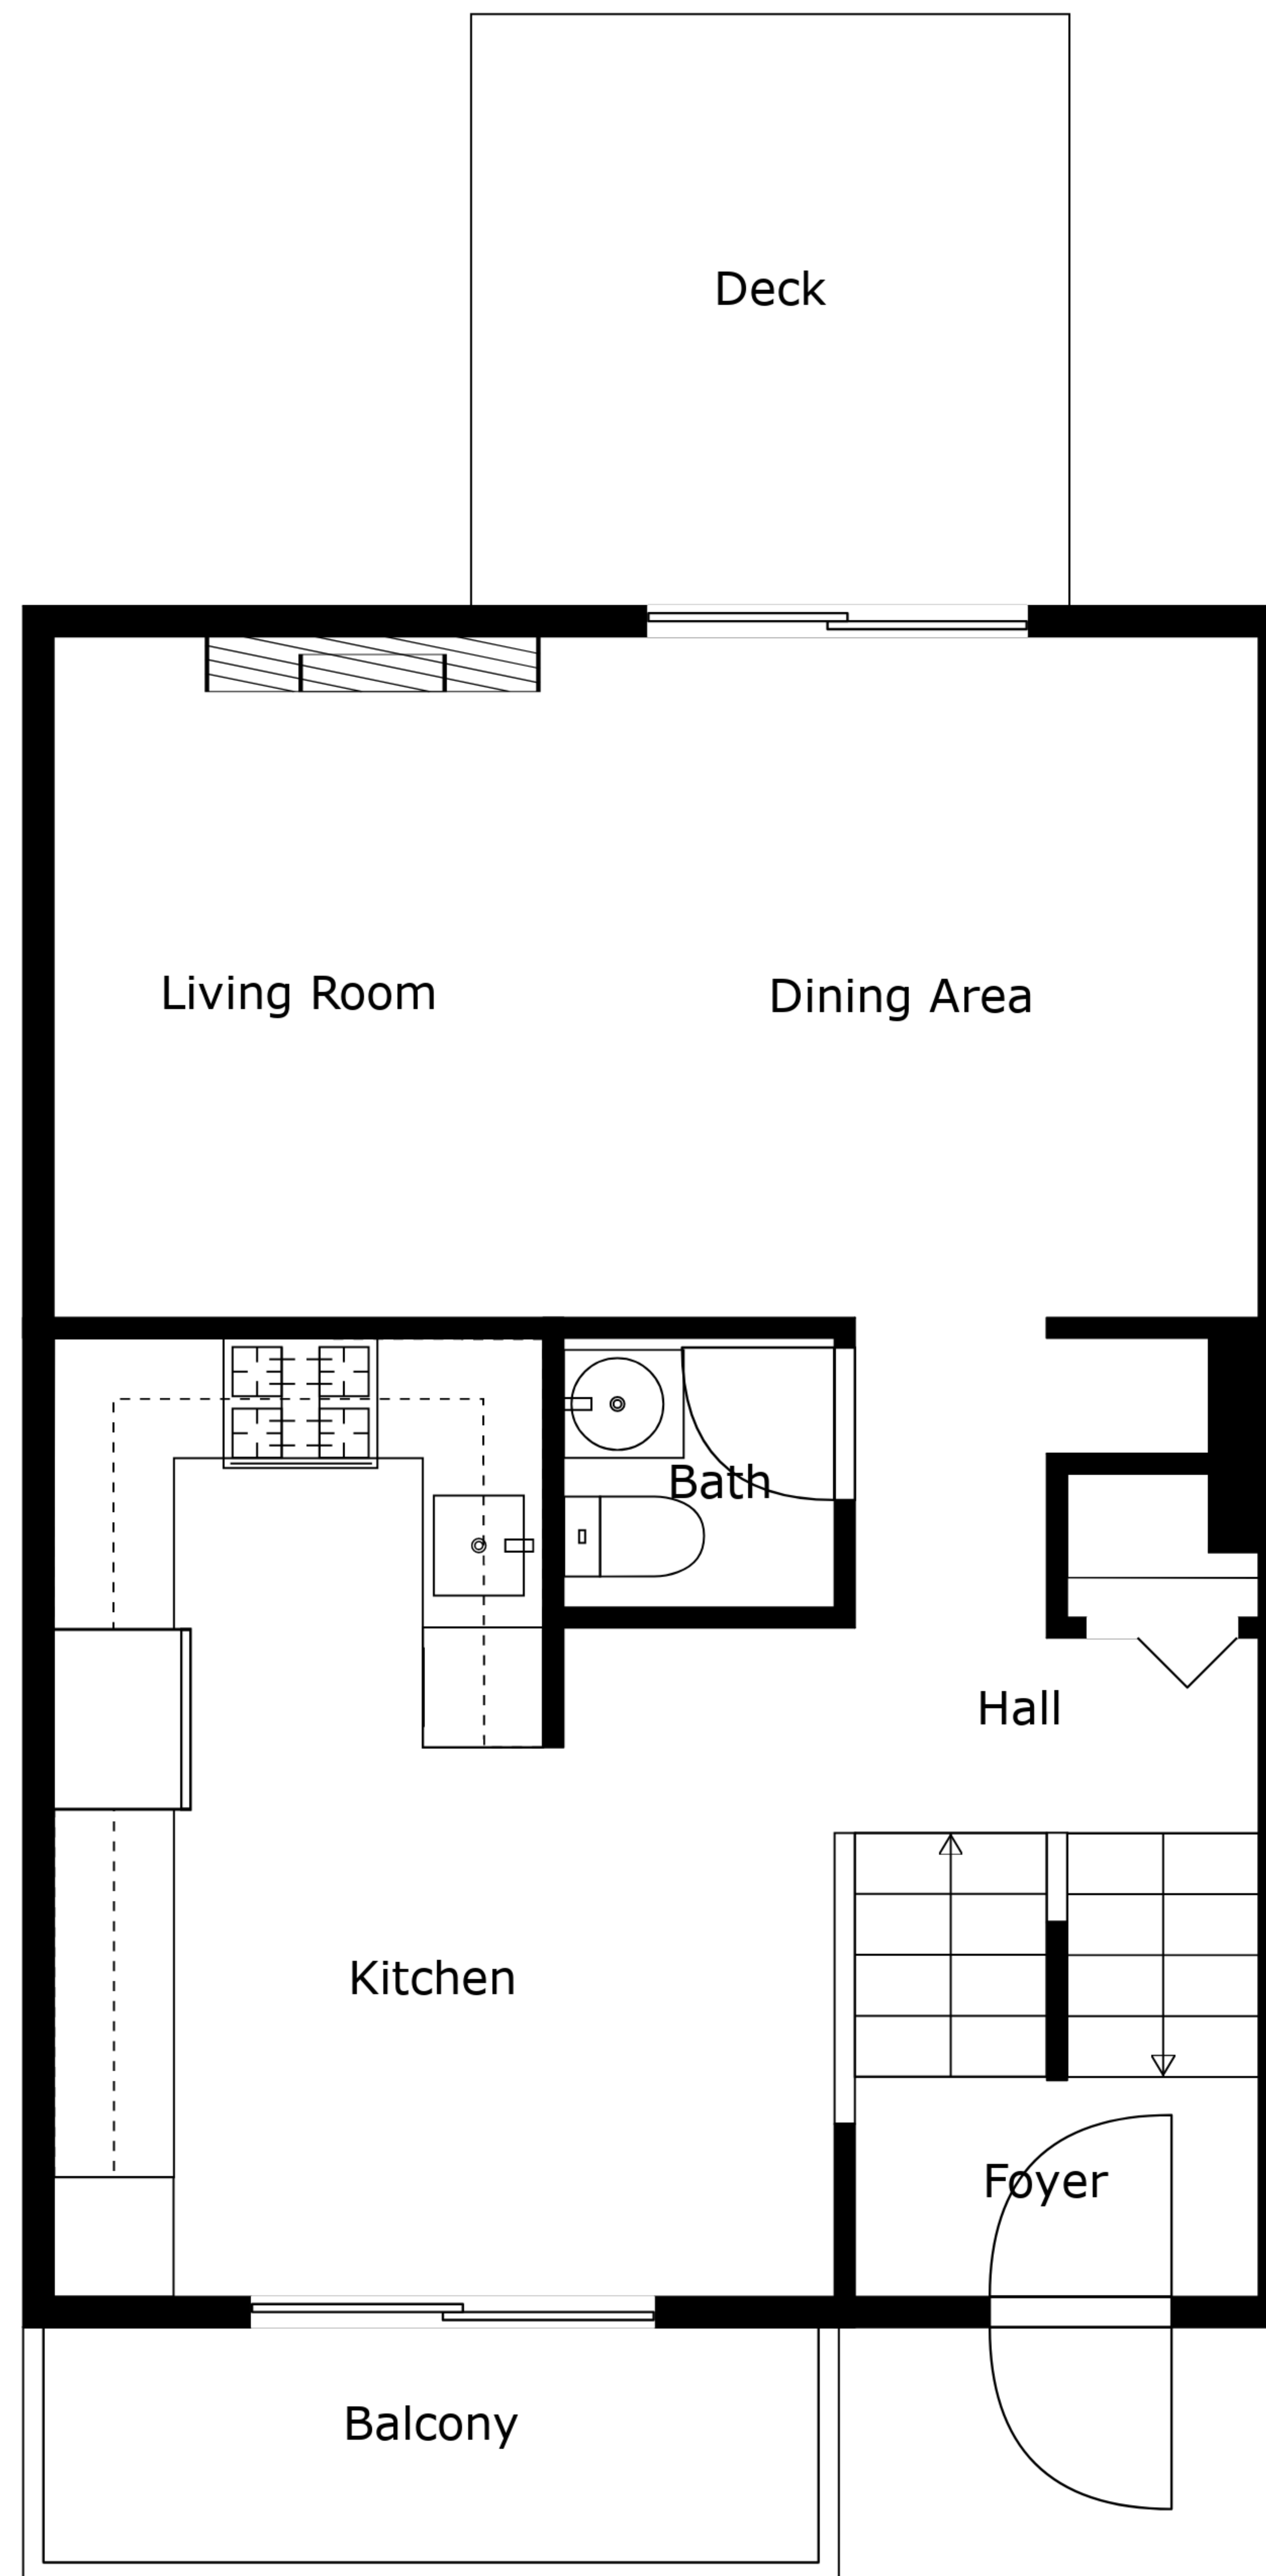 Deck
Living Room
Dining Area
Bath
Hall
Kitchen
Foyer
Balcony